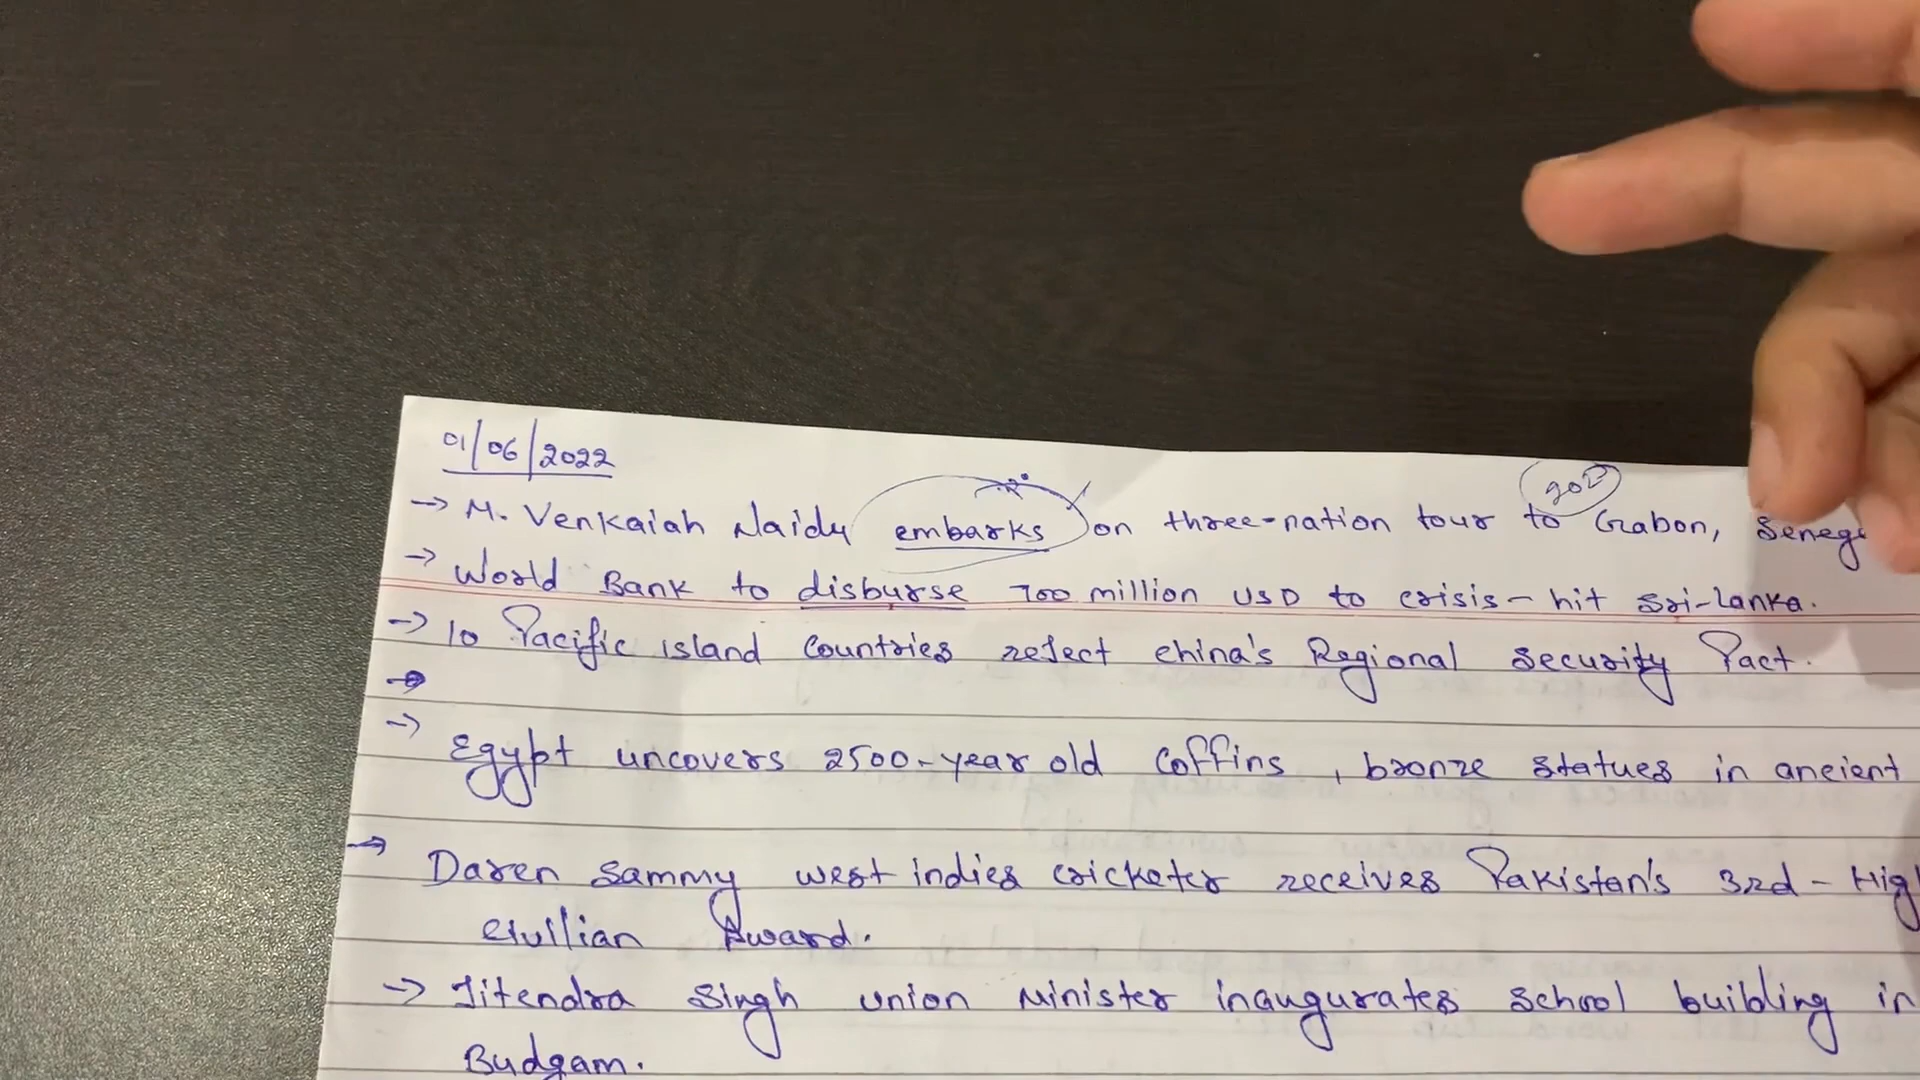 01/06/2022
→ M. Venkaiah Naidu embarks on three-nation tour to Gabon,
→ World Bank to disburse 700 million USD to crisis-hit Sri-Lanka.
→ 10 Pacific island Countries reject China's Regional Security Pact.
→
→ Egypt uncovers 2500-year old Coffins, bronze statues in ancient
→ Daren Sammy west indies cricketer receives Pakistan's 3rd-
Civilian Award.
→ Jitendra Singh union Minister inaugurates school building in
Budgam.